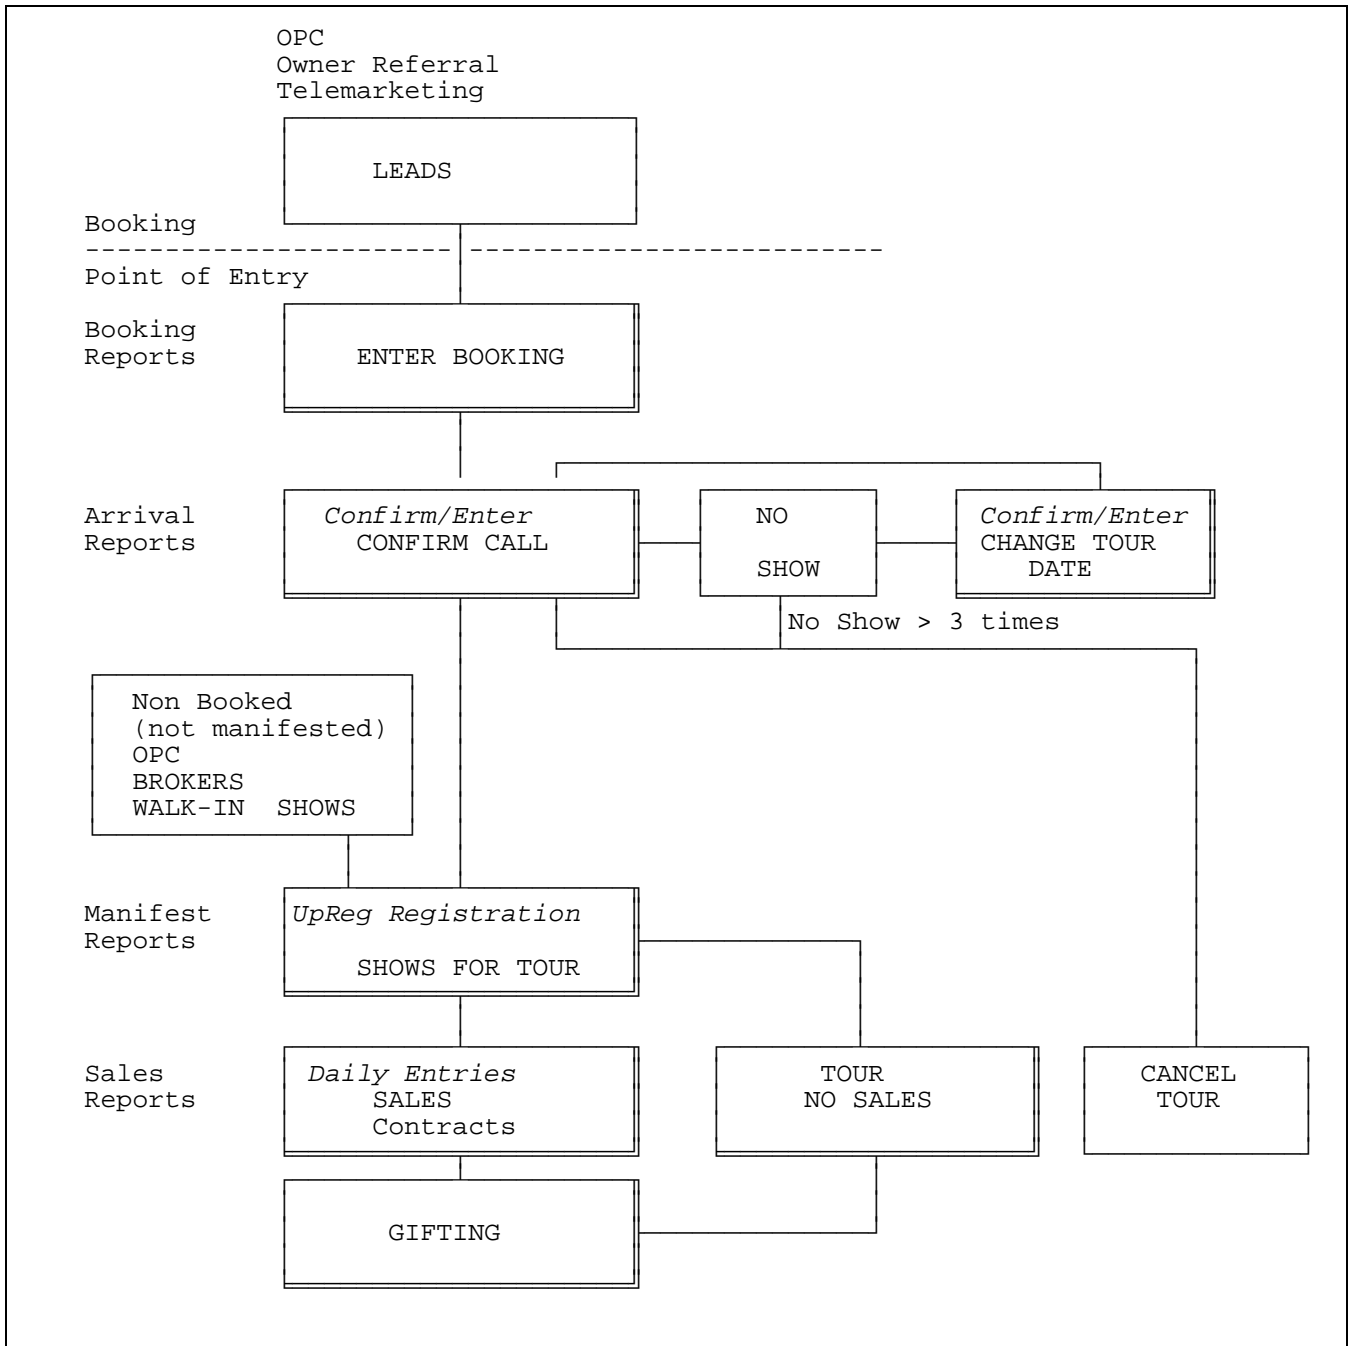 OPC
Owner Referral
Telemarketing
LEADS
Booking
Point of Entry
Booking
Reports
ENTER BOOKING
Arrival
Reports
Confirm/Enter
CONFIRM CALL
NO
SHOW
Confirm/Enter
CHANGE TOUR
DATE
No Show > 3 times
Non Booked
(not manifested)
OPC
BROKERS
WALK-IN SHOWS
Manifest
Reports
UpReg Registration
SHOWS FOR TOUR
Sales
Reports
Daily Entries
SALES
Contracts
TOUR
NO SALES
CANCEL
TOUR
GIFTING